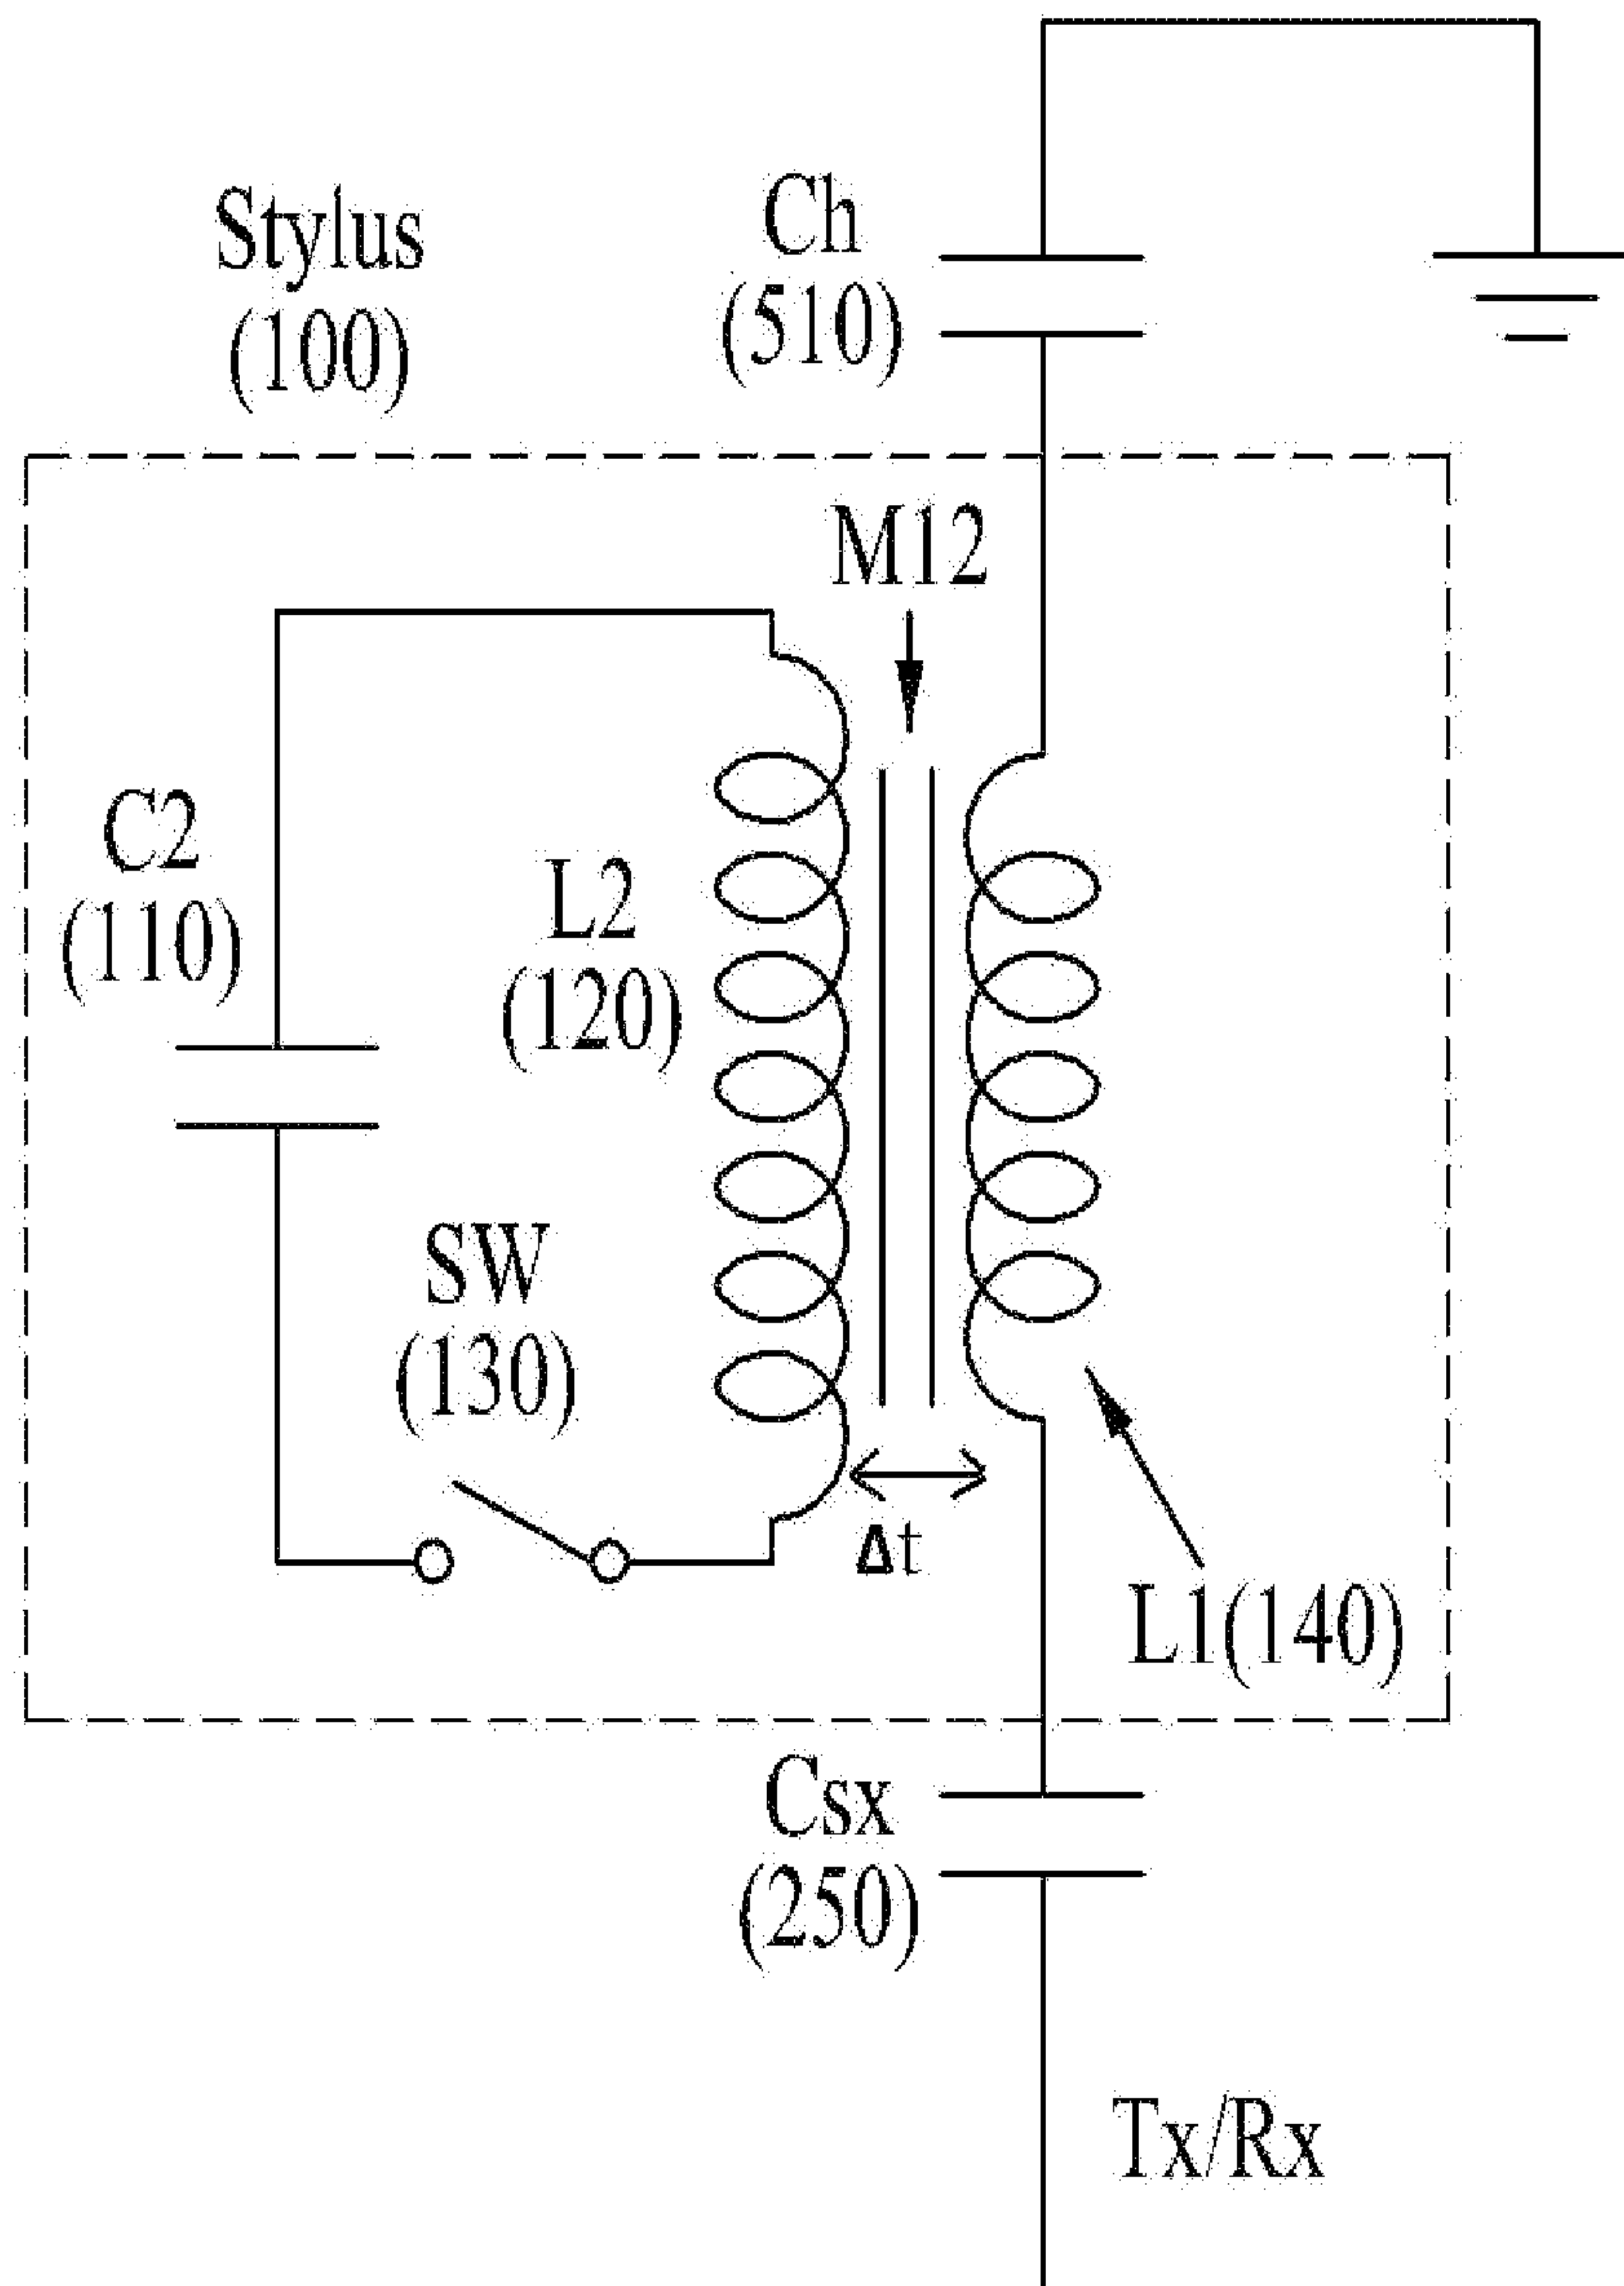 Stylus
(100)
Ch
(510)
M12
C2
(110)
L2
(120)
SW
(130)
Δt
L1(140)
Csx
(250)
Tx/Rx